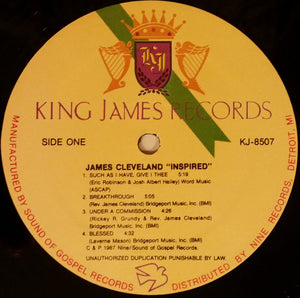 KJ
KING JAMES RECORDS
SIDE ONE
KJ-8507
JAMES CLEVELAND "INSPIRED"
1 SUCH AS I HAVE, GIVE I THEE 5:19
(Eric Robinson & Josh Albert Hailey) Word Music
(ASCAP)
2 BREAKTHROUGH 5:05
(Rev. James Cleveland) Bridgeport Music, Inc. (BMI)
3 UNDER A COMMISSION 4:26
(Rickey R. Grundy & Rev. James Cleveland)
Bridgeport Music, Inc. (BMI)
4 BLESSED 4:32
(Laverne Mason) Bridgeport Music, Inc. (BMI)
C & P 1987 Nine/Sound of Gospel Records.
UNAUTHORIZED DUPLICATION PUNISHABLE BY LAW.
MANUFACTURED BY SOUND OF GOSPEL RECORDS
DISTRIBUTED BY NINE RECORDS, DETROIT, MI